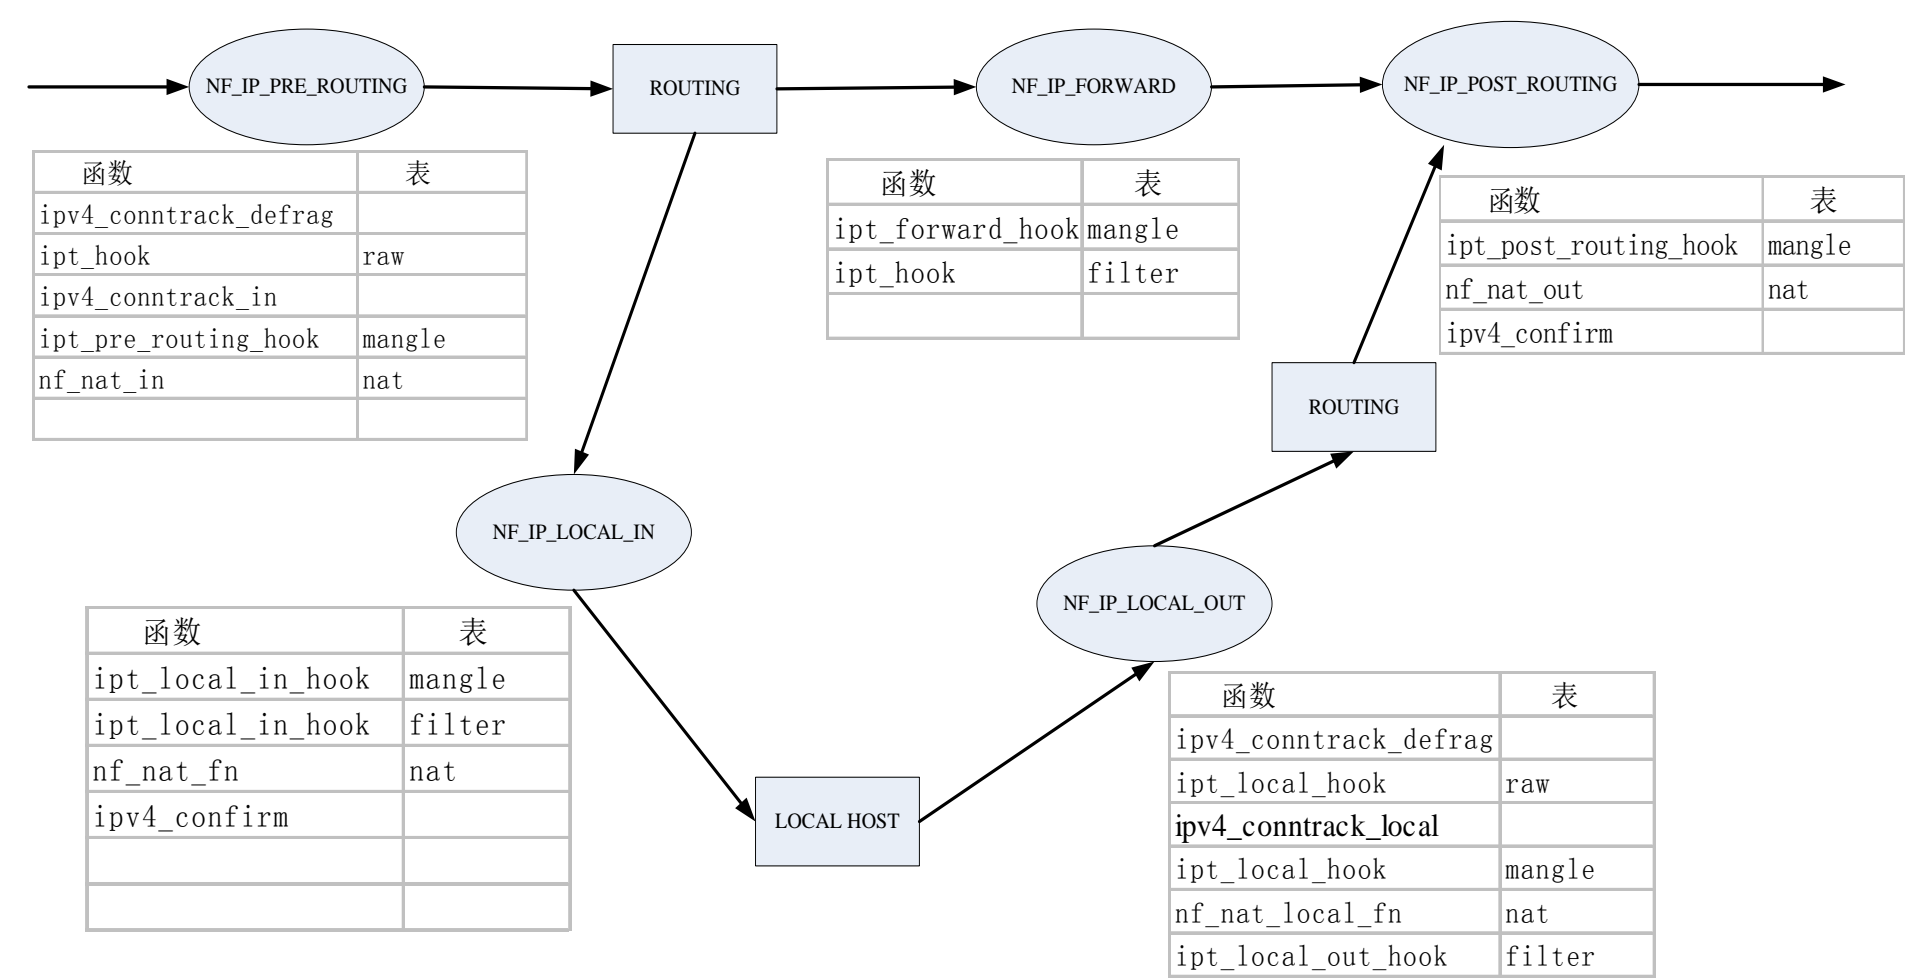 NF_IP_PRE_ROUTING
ROUTING
NF_IP_FORWARD
NF_IP_POST_ROUTING
函数 表
ipv4_conntrack_defrag
ipt_hook raw
ipv4_conntrack_in
ipt_pre_routing_hook mangle
nf_nat_in nat
函数 表
ipt_forward_hook mangle
ipt_hook filter
函数 表
ipt_post_routing_hook mangle
nf_nat_out nat
ipv4_confirm
ROUTING
NF_IP_LOCAL_IN
NF_IP_LOCAL_OUT
函数 表
ipt_local_in_hook mangle
ipt_local_in_hook filter
nf_nat_fn nat
ipv4_confirm
LOCAL HOST
函数 表
ipv4_conntrack_defrag
ipt_local_hook raw
ipv4_conntrack_local
ipt_local_hook mangle
nf_nat_local_fn nat
ipt_local_out_hook filter